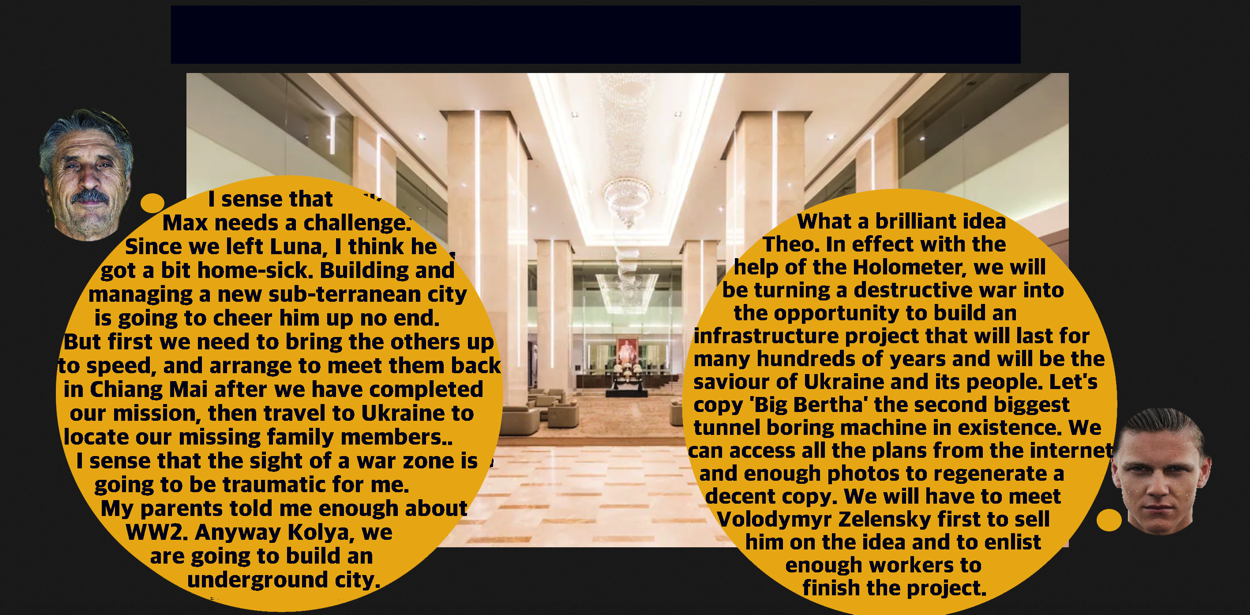 I sense that
Max needs a challenge.
Since we left Luna, I think he
got a bit home-sick. Building and
managing a new sub-terranean city
is going to cheer him up no end.
But first we need to bring the others up
to speed, and arrange to meet them back
in Chiang Mai after we have completed
our mission, then travel to Ukraine to
locate our missing family members..
I sense that the sight of a war zone is
going to be traumatic for me.
My parents told me enough about
WW2. Anyway Kolya, we
are going to build an
underground city.
What a brilliant idea
Theo. In effect with the
help of the Holometer, we will
be turning a destructive war into
the opportunity to build an
infrastructure project that will last for
many hundreds of years and will be the
saviour of Ukraine and its people. Let's
copy 'Big Bertha' the second biggest
tunnel boring machine in existence. We
can access all the plans from the internet
and enough photos to regenerate a
decent copy. We will have to meet
Volodymyr Zelensky first to sell
him on the idea and to enlist
enough workers to
finish the project.